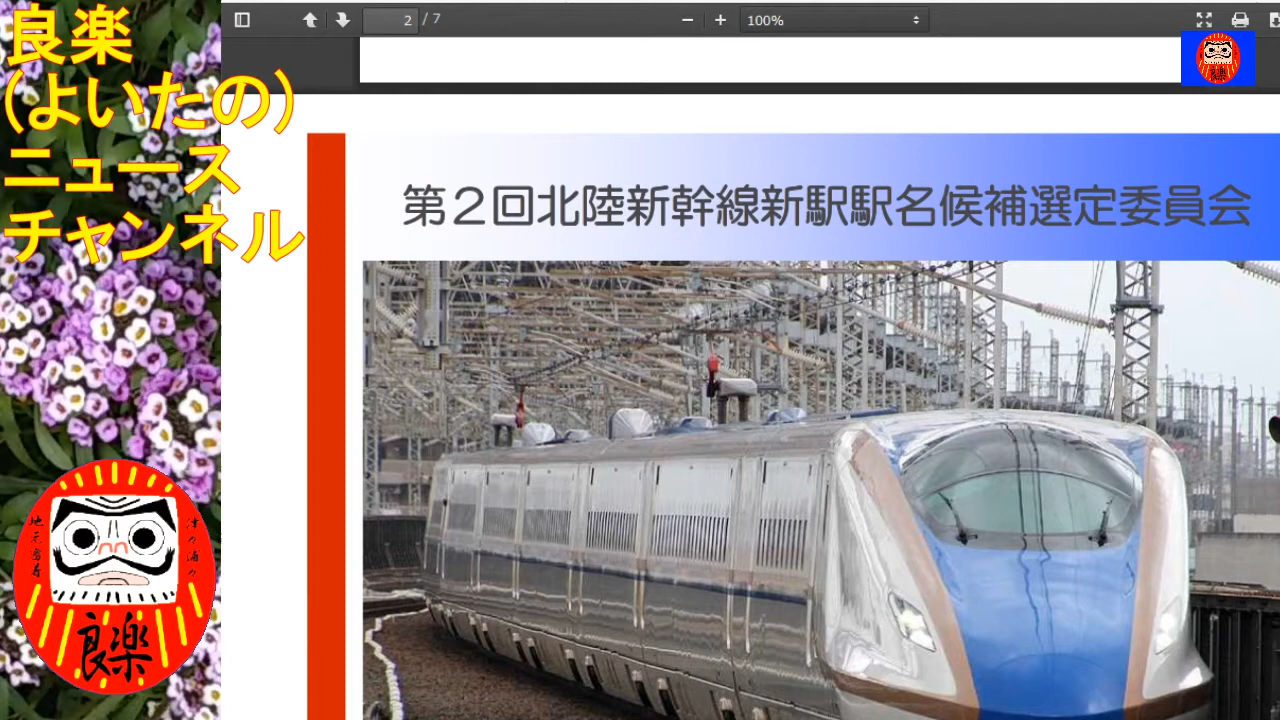 良楽
(よいたの)
ニュース
チャンネル
2 / 7
100%
第２回北陸新幹線新駅駅名候補選定委員会
良楽